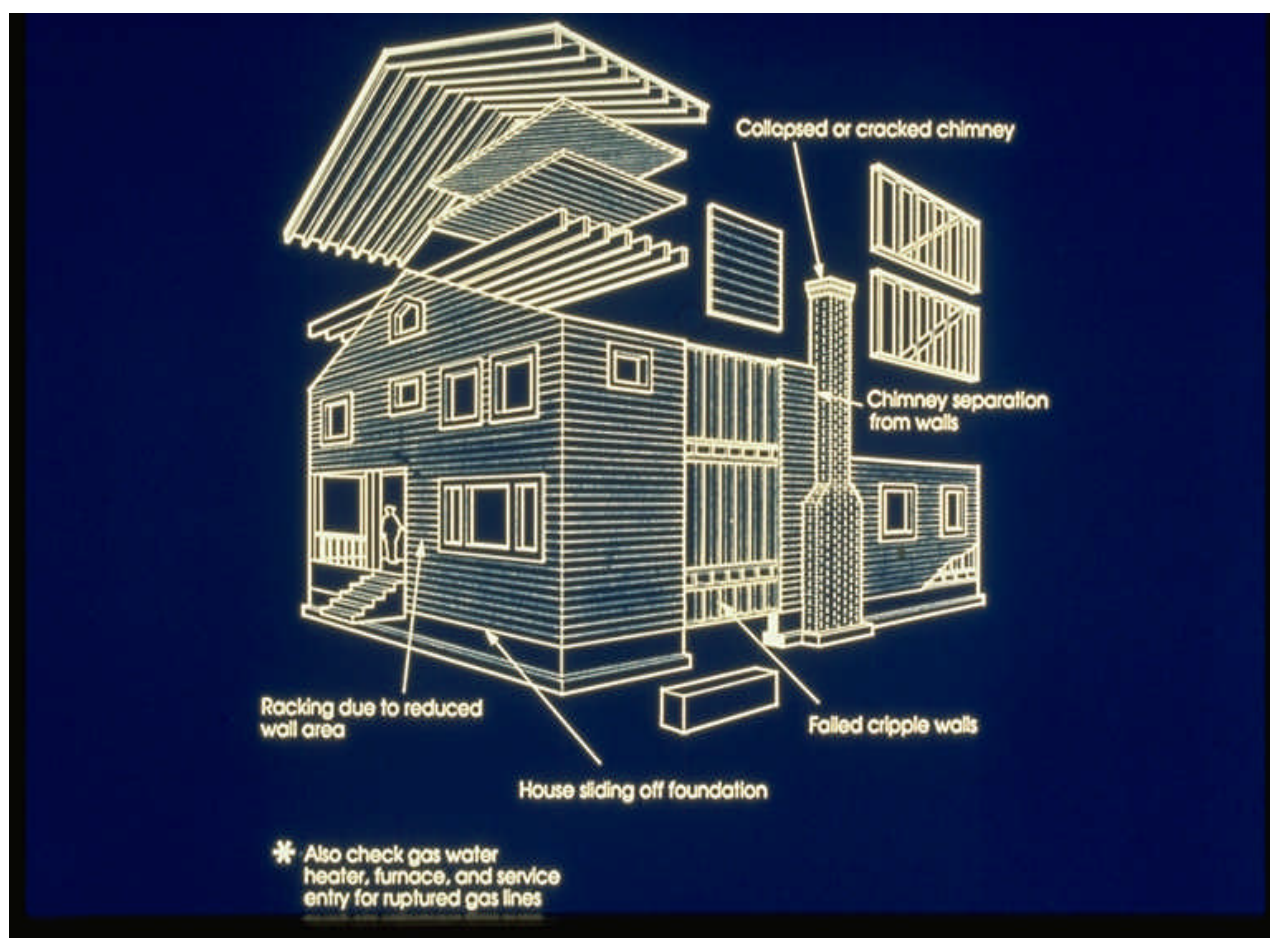 Collapsed or cracked chimney
Chimney separation
from walls
Racking due to reduced
wall area
Failed cripple walls
House sliding off foundation
* Also check gas water
heater, furnace, and service
entry for ruptured gas lines